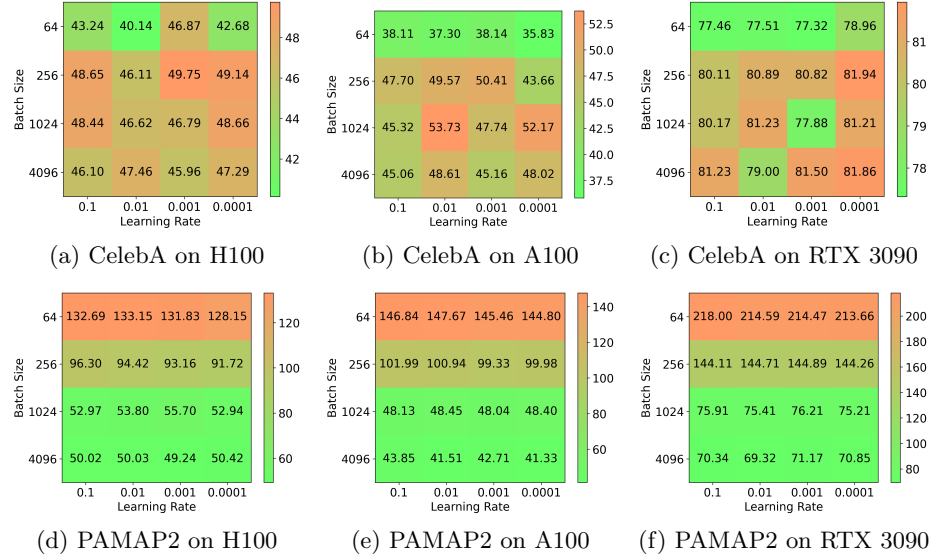 64 43.24 40.14 46.87 42.68
256 48.65 46.11 49.75 49.14
1024 48.44 46.62 46.79 48.66
4096 46.10 47.46 45.96 47.29
0.1 0.01 0.001 0.0001
Learning Rate
Batch Size
48
46
44
42
(a) CelebA on H100
64 38.11 37.30 38.14 35.83
256 47.70 49.57 50.41 43.66
1024 45.32 53.73 47.74 52.17
4096 45.06 48.61 45.16 48.02
0.1 0.01 0.001 0.0001
Learning Rate
Batch Size
52.5
50.0
47.5
45.0
42.5
40.0
37.5
(b) CelebA on A100
64 77.46 77.51 77.32 78.96
256 80.11 80.89 80.82 81.94
1024 80.17 81.23 77.88 81.21
4096 81.23 79.00 81.50 81.86
0.1 0.01 0.001 0.0001
Learning Rate
Batch Size
81
80
79
78
(c) CelebA on RTX 3090
64 132.69 133.15 131.83 128.15
256 96.30 94.42 93.16 91.72
1024 52.97 53.80 55.70 52.94
4096 50.02 50.03 49.24 50.42
0.1 0.01 0.001 0.0001
Learning Rate
Batch Size
120
100
80
60
(d) PAMAP2 on H100
64 146.84 147.67 145.46 144.80
256 101.99 100.94 99.33 99.98
1024 48.13 48.45 48.04 48.40
4096 43.85 41.51 42.71 41.33
0.1 0.01 0.001 0.0001
Learning Rate
Batch Size
140
120
100
80
60
(e) PAMAP2 on A100
64 218.00 214.59 214.47 213.66
256 144.11 144.71 144.89 144.26
1024 75.91 75.41 76.21 75.21
4096 70.34 69.32 71.17 70.85
0.1 0.01 0.001 0.0001
Learning Rate
Batch Size
200
180
160
140
120
100
80
(f) PAMAP2 on RTX 3090